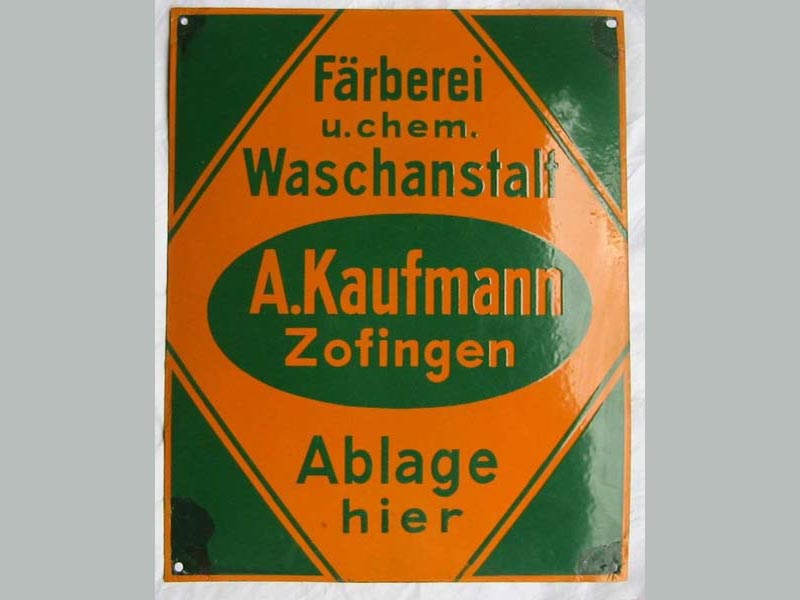 Färberei
u.chem.
Waschanstalt
A.Kaufmann
Zofingen
Ablage
hier